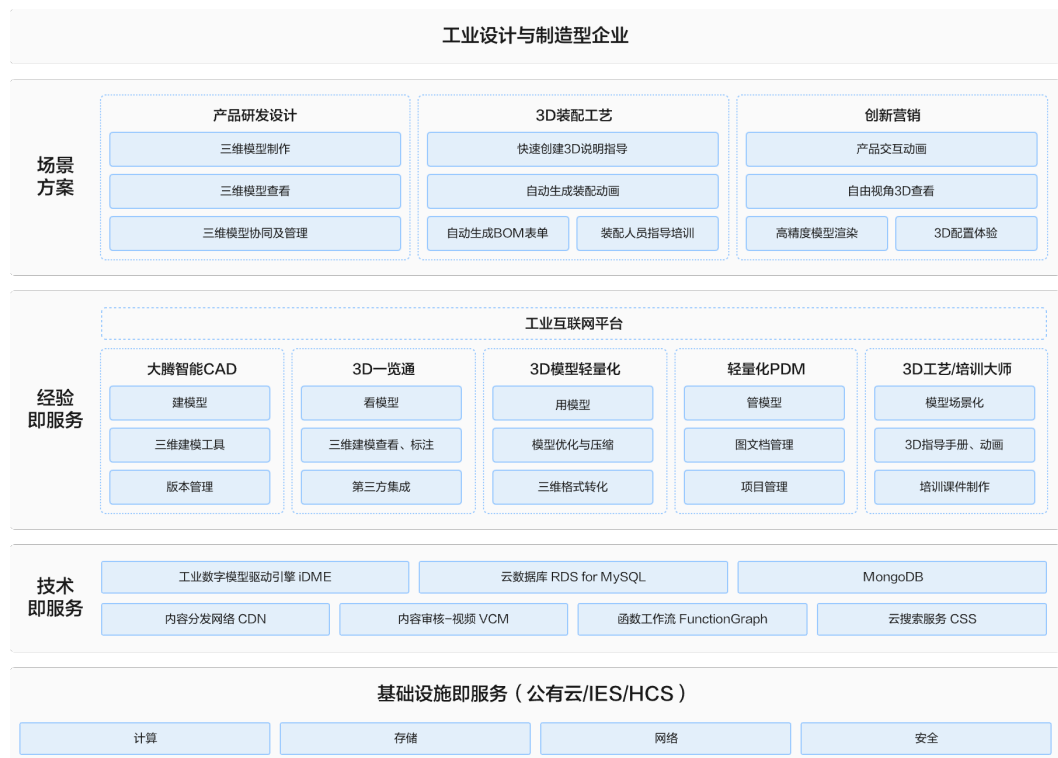 工业设计与制造型企业
场景
方案
产品研发设计
三维模型制作
三维模型查看
三维模型协同及管理
3D装配工艺
快速创建3D说明指导
自动生成装配动画
自动生成BOM表单
装配人员指导培训
创新营销
产品交互动画
自由视角3D查看
高精度模型渲染
3D配置体验
经验
即服务
工业互联网平台
大腾智能CAD
建模型
三维建模工具
版本管理
3D一览通
看模型
三维建模查看、标注
第三方集成
3D模型轻量化
用模型
模型优化与压缩
三维格式转化
轻量化PDM
管模型
图文档管理
项目管理
3D工艺/培训大师
模型场景化
3D指导手册、动画
培训课件制作
技术
即服务
工业数字模型驱动引擎 iDME
云数据库 RDS for MySQL
MongoDB
内容分发网络 CDN
内容审核-视频 VCM
函数工作流 FunctionGraph
云搜索服务 CSS
基础设施即服务（公有云/IES/HCS）
计算
存储
网络
安全